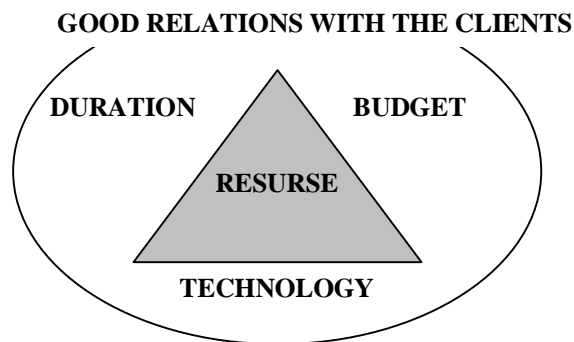 GOOD RELATIONS WITH THE CLIENTS
DURATION BUDGET
RESURSE
TECHNOLOGY